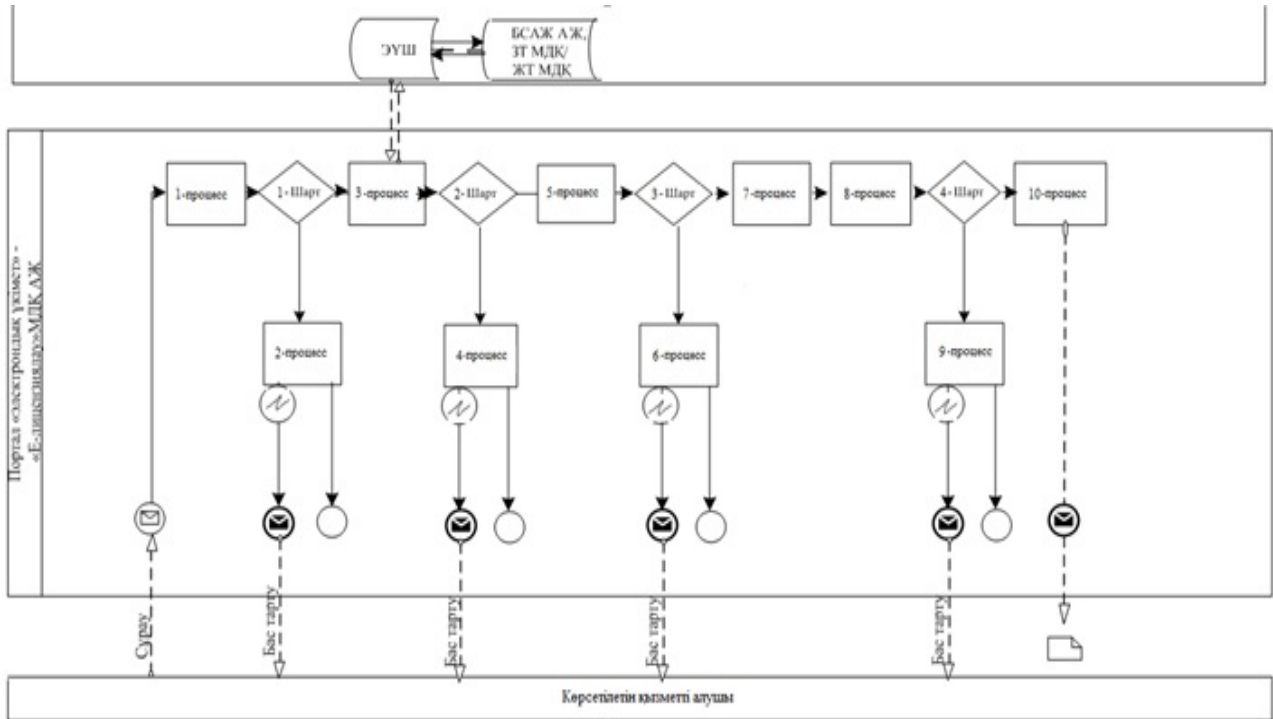 ЭҮШ
БСАЖ АЖ,
ЗТ МДҚ/
ЖТ МДҚ
Портал «электрондық үкімет» -
«Е-лицензиялау»МДҚ АЖ
1-процесс
1- Шарт
3-процесс
2- Шарт
5-процесс
3- Шарт
7-процесс
8-процесс
4- Шарт
10-процесс
2-процесс
4-процесс
6-процесс
9-процесс
Сұрау
Бас тарту
Бас тарту
Бас тарту
Бас тарту
Көрсетілетін қызметті алушы